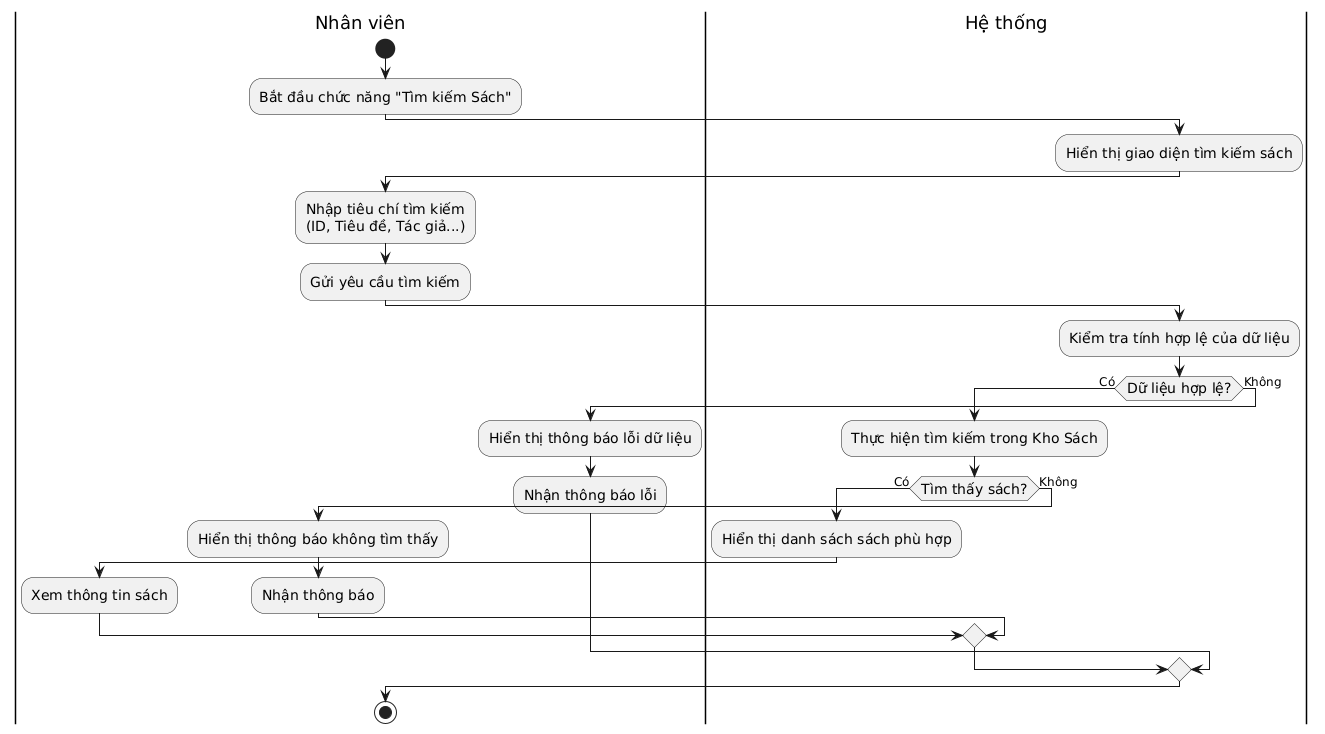 Nhân viên
Hệ thống
Bắt đầu chức năng "Tìm kiếm Sách"
Hiển thị giao diện tìm kiếm sách
Nhập tiêu chí tìm kiếm
(ID, Tiêu đề, Tác giả...)
Gửi yêu cầu tìm kiếm
Kiểm tra tính hợp lệ của dữ liệu
Có
Dữ liệu hợp lệ?
Không
Hiển thị thông báo lỗi dữ liệu
Thực hiện tìm kiếm trong Kho Sách
Nhận thông báo lỗi
Có
Tìm thấy sách?
Không
Hiển thị thông báo không tìm thấy
Hiển thị danh sách sách phù hợp
Xem thông tin sách
Nhận thông báo